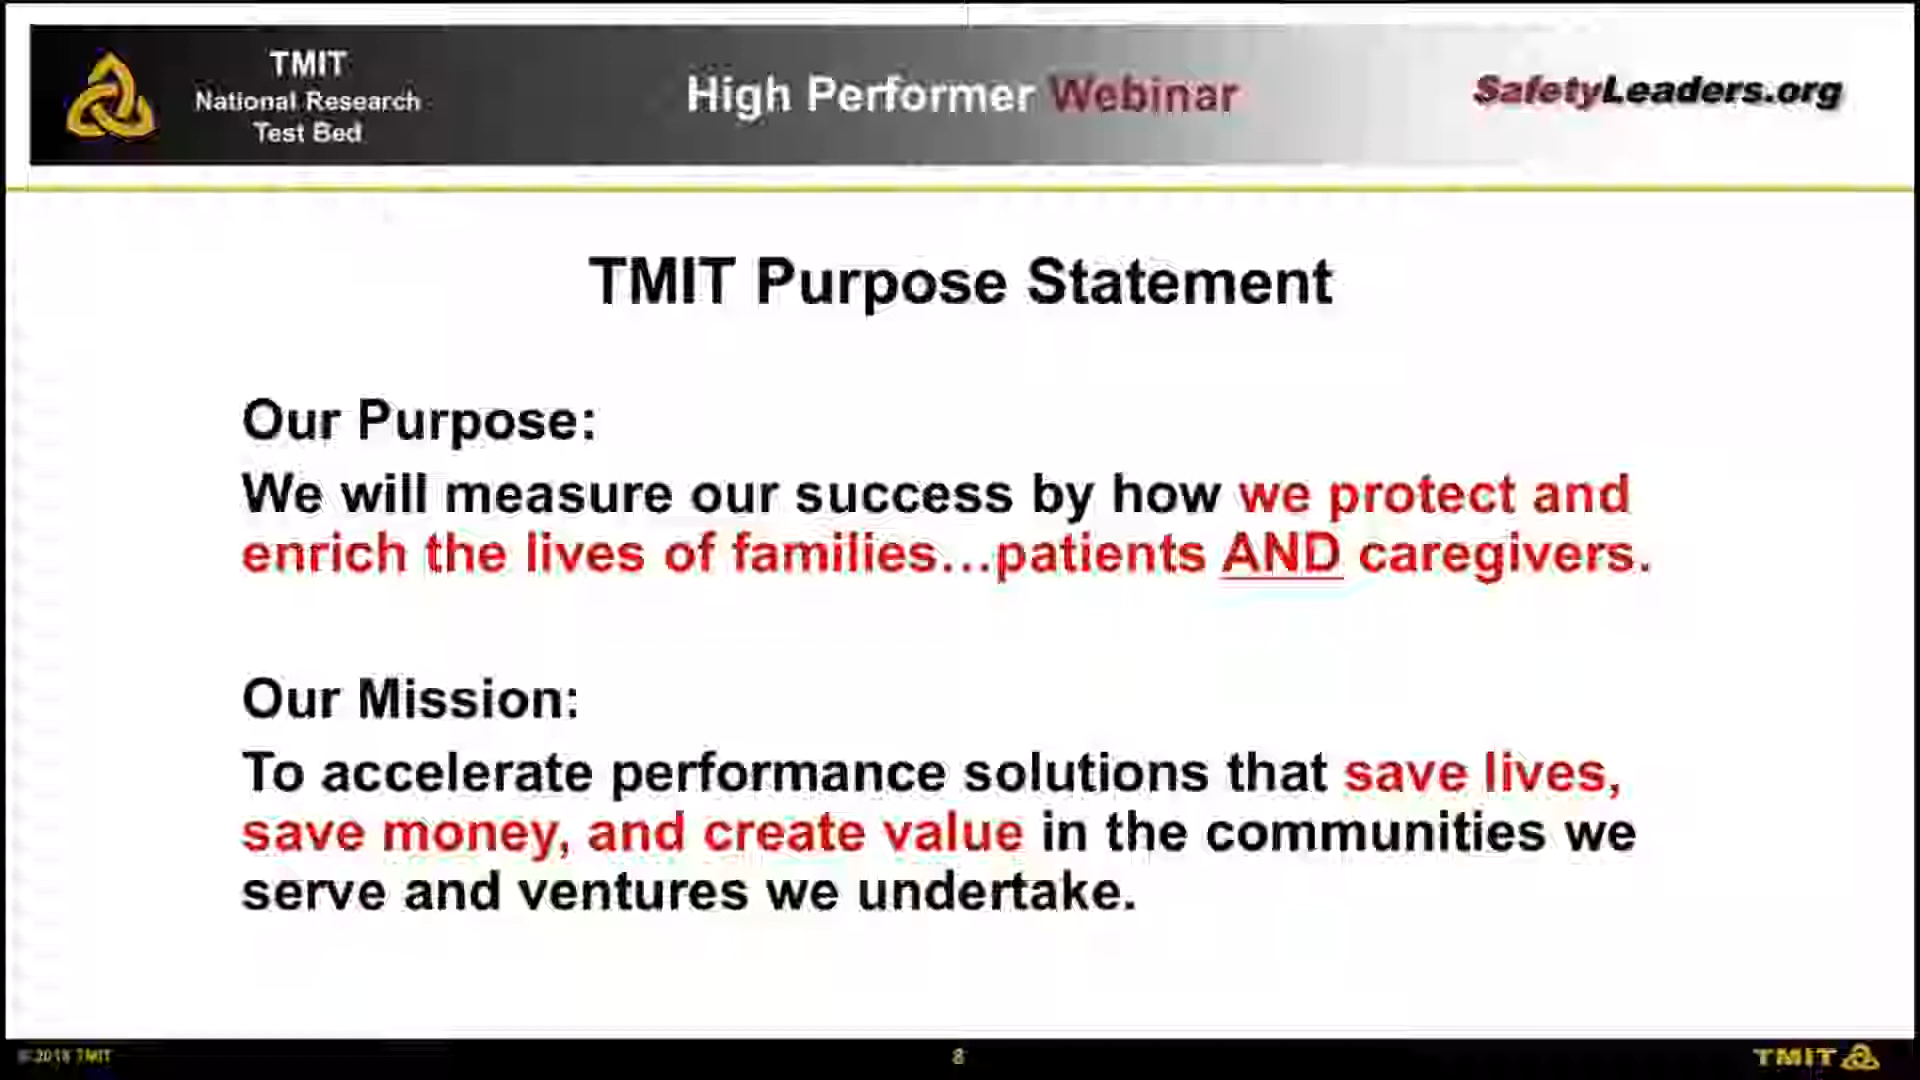 TMIT
National Research
Test Bed
High Performer Webinar
SafetyLeaders.org
TMIT Purpose Statement
Our Purpose:
We will measure our success by how we protect and
enrich the lives of families...patients AND caregivers.
Our Mission:
To accelerate performance solutions that save lives,
save money, and create value in the communities we
serve and ventures we undertake.
© 2018 TMIT
8
TMIT